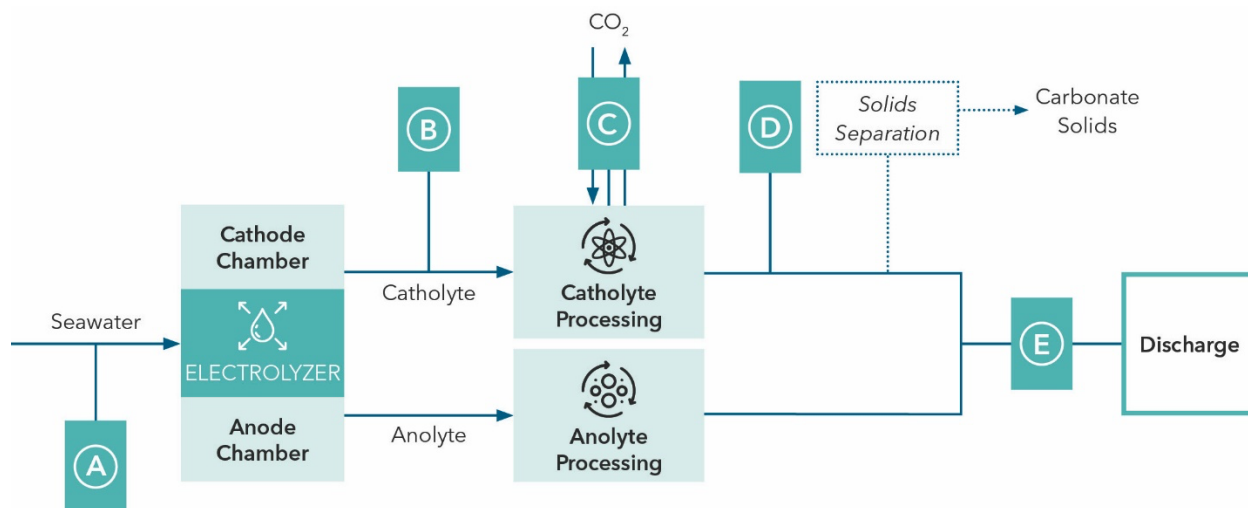 CO₂
B
C
D
Solids
Separation
Carbonate
Solids
Cathode
Chamber
Catholyte
Catholyte
Processing
Seawater
ELECTROLYZER
E
Discharge
Anode
Chamber
Anolyte
Anolyte
Processing
A